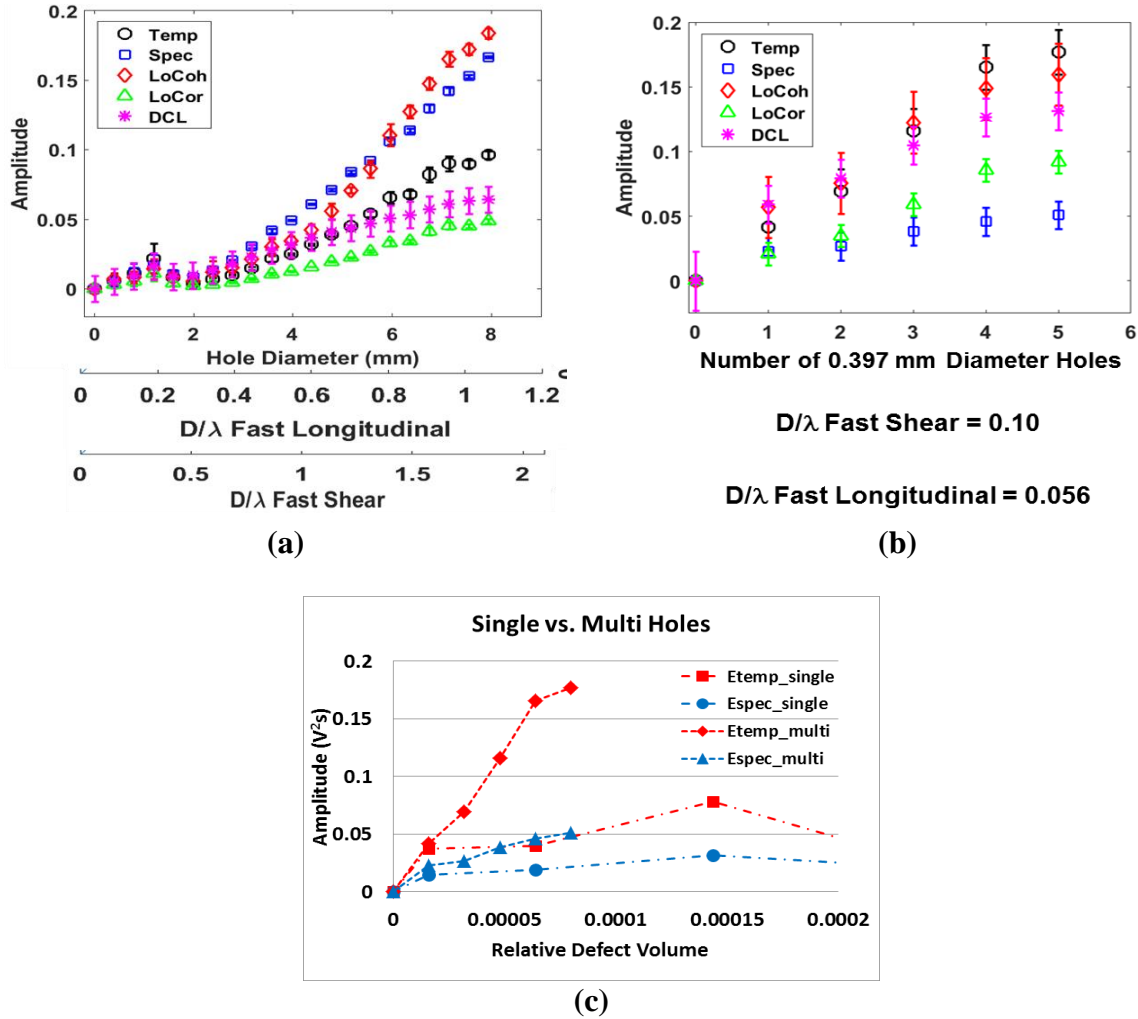 0.2
0.15
0.1
0.05
0
Amplitude
Temp
Spec
LoCoh
LoCor
DCL
0 2 4 6 8
Hole Diameter (mm)
0 0.2 0.4 0.6 0.8 1 1.2
D/λ Fast Longitudinal
0 0.5 1 1.5 2
D/λ Fast Shear
(a)
0.2
0.15
0.1
0.05
0
Amplitude
Temp
Spec
LoCoh
LoCor
DCL
0 1 2 3 4 5 6
Number of 0.397 mm Diameter Holes
D/λ Fast Shear = 0.10
D/λ Fast Longitudinal = 0.056
(b)
Single vs. Multi Holes
0.2
0.15
0.1
0.05
0
Amplitude (V²s)
Etemp_single
Espec_single
Etemp_multi
Espec_multi
0 0.00005 0.0001 0.00015 0.0002
Relative Defect Volume
(c)